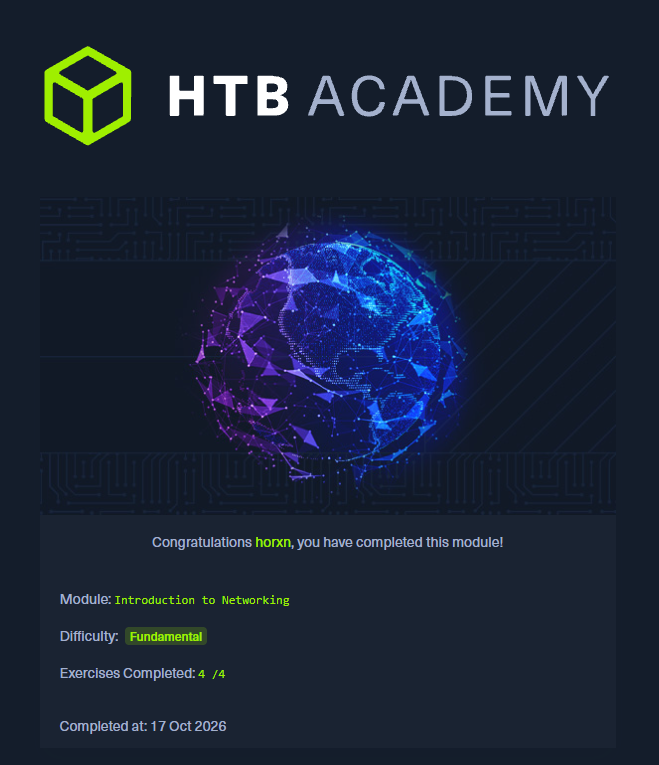 HTB ACADEMY
Congratulations horxn, you have completed this module!
Module: Introduction to Networking
Difficulty: Fundamental
Exercises Completed: 4 /4
Completed at: 17 Oct 2026